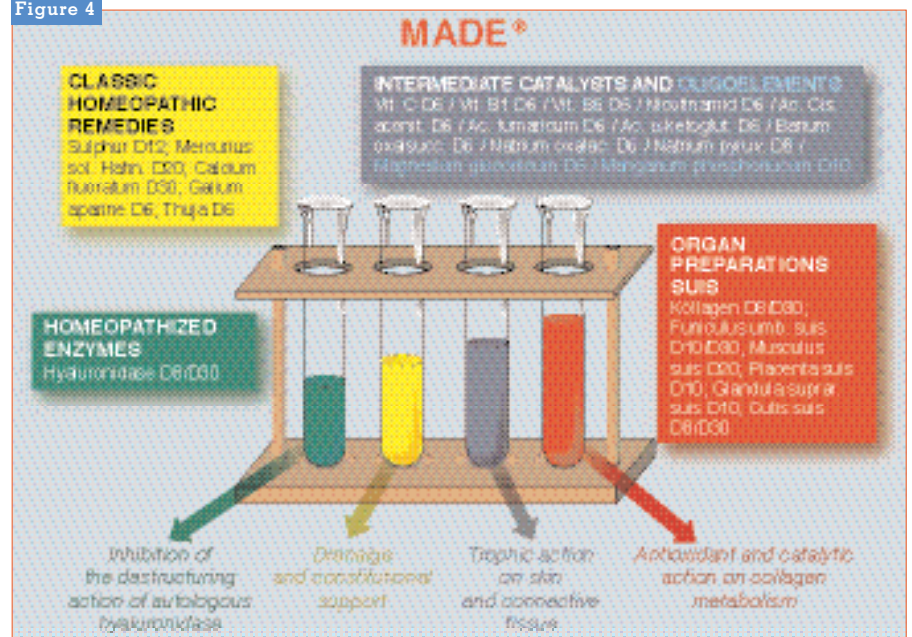 Figure 4
MADE®
CLASSIC
HOMEOPATHIC
REMEDIES
Sulphur D12; Mercurius
sol. Hahn. D20; Calcium
fluoratum D30; Galium
aparine D6; Thuja D6
INTERMEDIATE CATALYSTS AND OLIGOELEMENTS
Vit. C D6 / Vit. B1 D6 / Vit. B6 D6 / D6 / Ac. Cis
aconit. D6 / Ac. fumaricum D6 / Ac. D6 / Barium
oxalsucc. D6 / Natrium oxalac. D6 / Natrium pyruv. D8 /
Magnesium D6 / Manganum D10
ORGAN
PREPARATIONS
SUIS
Kollagen D8/D30;
Funiculus umb. suis
D10/D30, Musculus
suis D20; Placenta suis
D10; Glandula suprar.
suis D10; Cutis suis
D8/D30
HOMEOPATHIZED
ENZYMES
Hyaluronidase D6/D30
Inhibition of
the destructuring
action of autologous
hyaluronidase
Drainage
and constitutional
support
Trophic action
on skin
and connective
tissue
Antioxidant and catalytic
action on collagen
metabolism